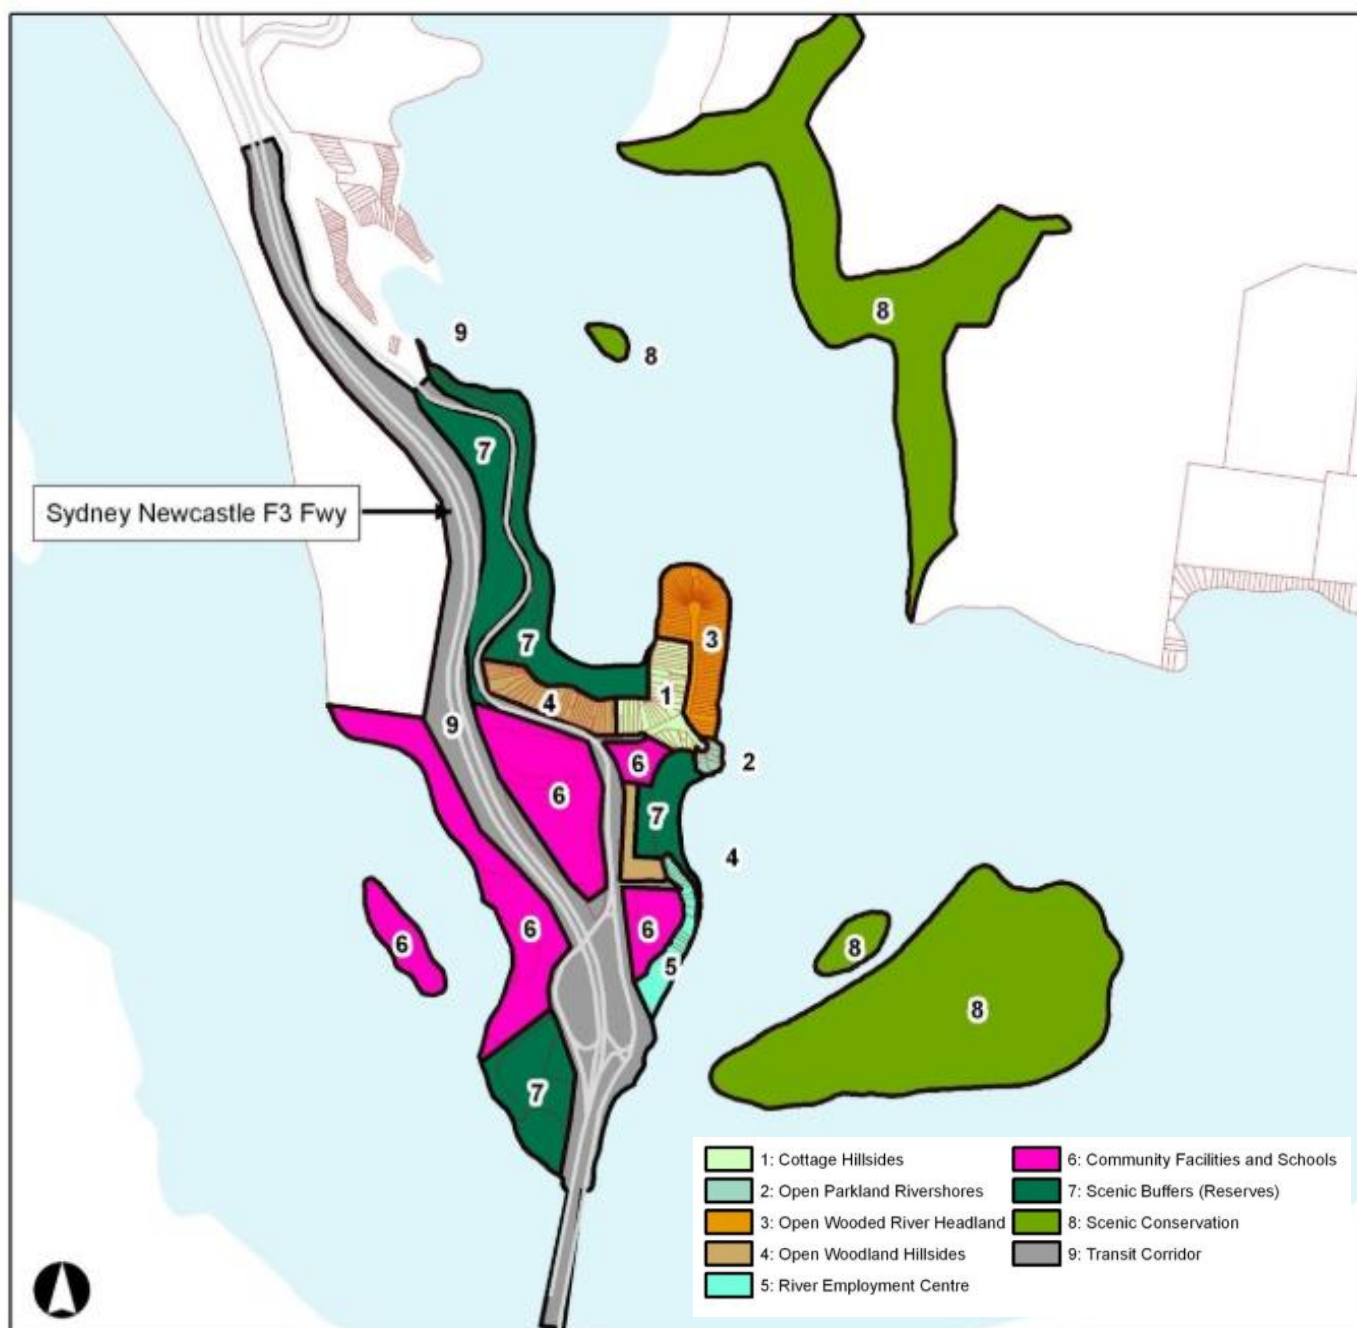 9
8
8
7
Sydney Newcastle F3 Fwy
7
3
4
1
9
6
2
6
7
4
6
6
6
8
5
8
7
1: Cottage Hillsides
2: Open Parkland Rivershores
3: Open Wooded River Headland
4: Open Woodland Hillsides
5: River Employment Centre
6: Community Facilities and Schools
7: Scenic Buffers (Reserves)
8: Scenic Conservation
9: Transit Corridor